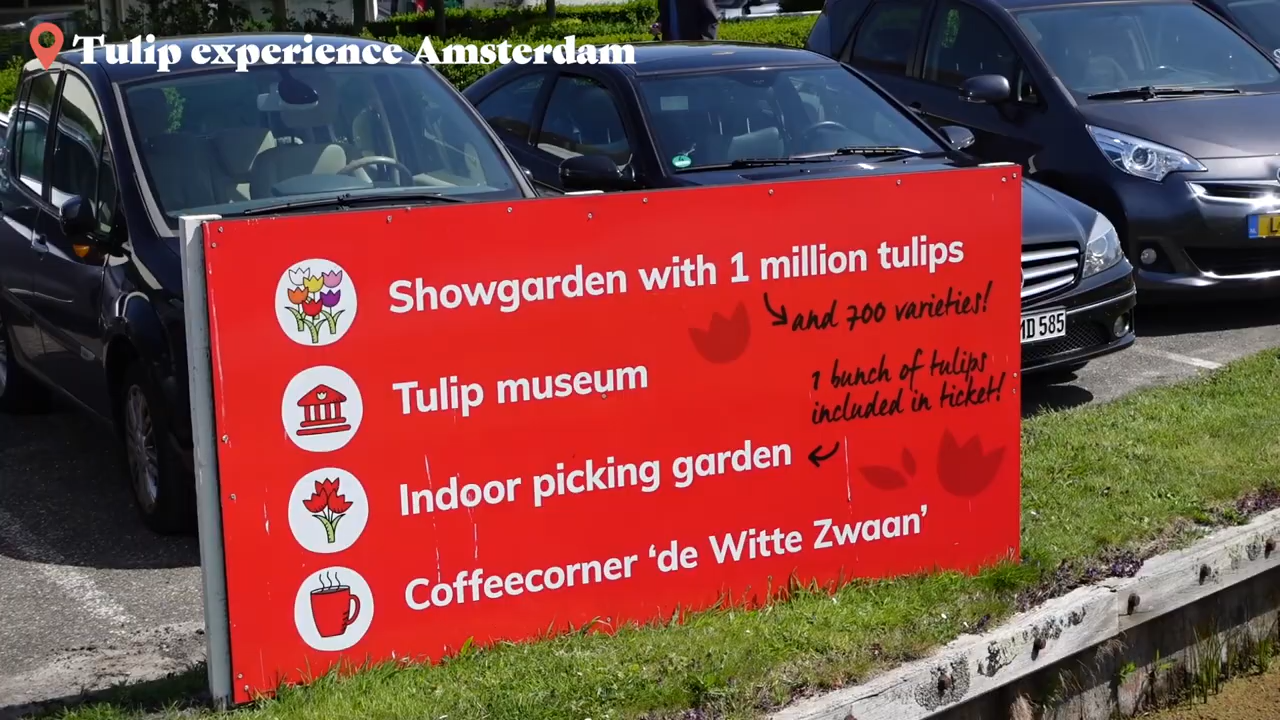 Tulip experience Amsterdam
Showgarden with 1 million tulips
and 700 varieties!
Tulip museum
1 bunch of tulips
included in ticket!
Indoor picking garden
Coffeecorner ‘de Witte Zwaan’
MD 585